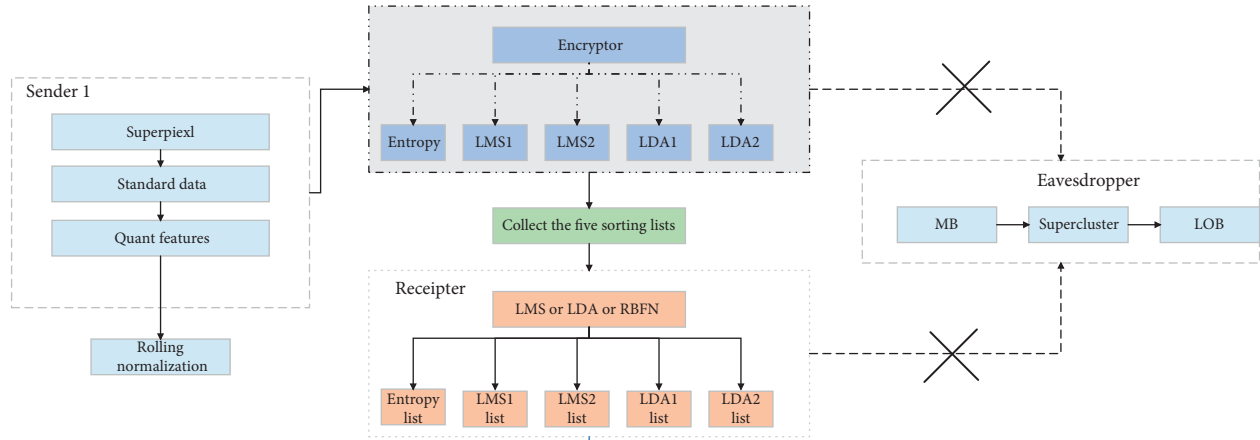 Sender 1
Superpiexl
Standard data
Quant features
Rolling
normalization
Encryptor
Entropy
LMS1
LMS2
LDA1
LDA2
Collect the five sorting lists
Receipter
LMS or LDA or RBFN
Entropy
list
LMS1
list
LMS2
list
LDA1
list
LDA2
list
Eavesdropper
MB
Supercluster
LOB